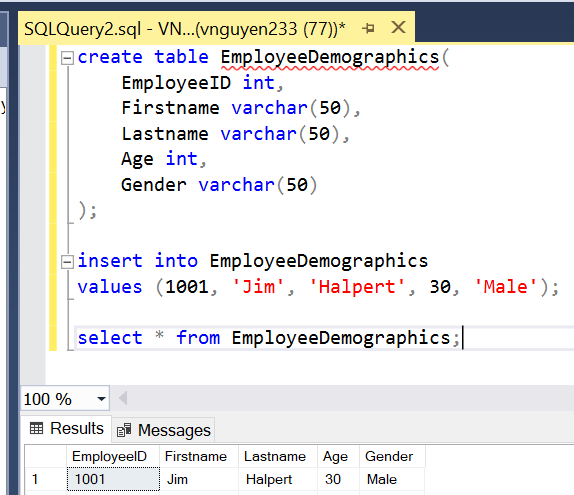 SQLQuery2.sql - VN...(vnguyen233 (77))*
create table EmployeeDemographics(
EmployeeID int,
Firstname varchar(50),
Lastname varchar(50),
Age int,
Gender varchar(50)
);
insert into EmployeeDemographics
values (1001, 'Jim', 'Halpert', 30, 'Male');
select * from EmployeeDemographics;
100 %
Results Messages
EmployeeID Firstname Lastname Age Gender
1 1001 Jim Halpert 30 Male